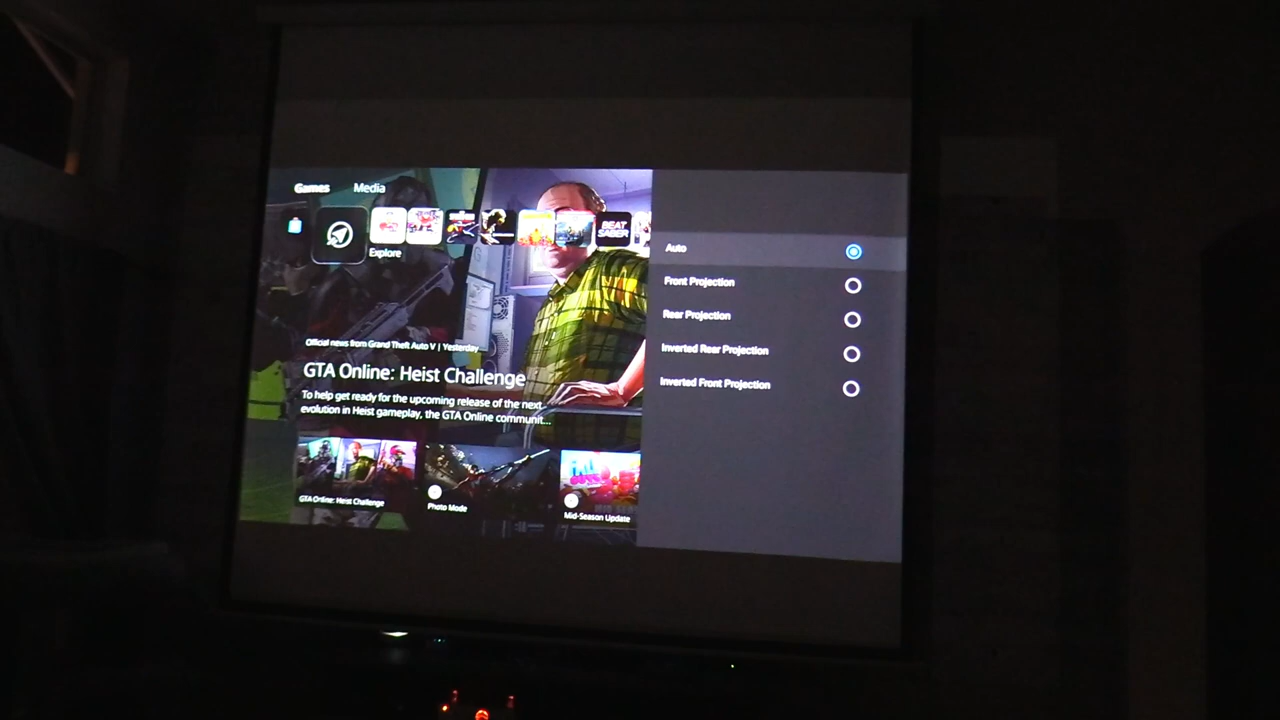 Games Media
BEAT
SABER
Explore
Official news from Grand Theft Auto V | Yesterday
GTA Online: Heist Challenge
To help get ready for the upcoming release of the next
evolution in Heist gameplay, the GTA Online communit...
GTA Online: Heist Challenge
Photo Mode
Mid-Season Update
Auto
Front Projection
Rear Projection
Inverted Rear Projection
Inverted Front Projection